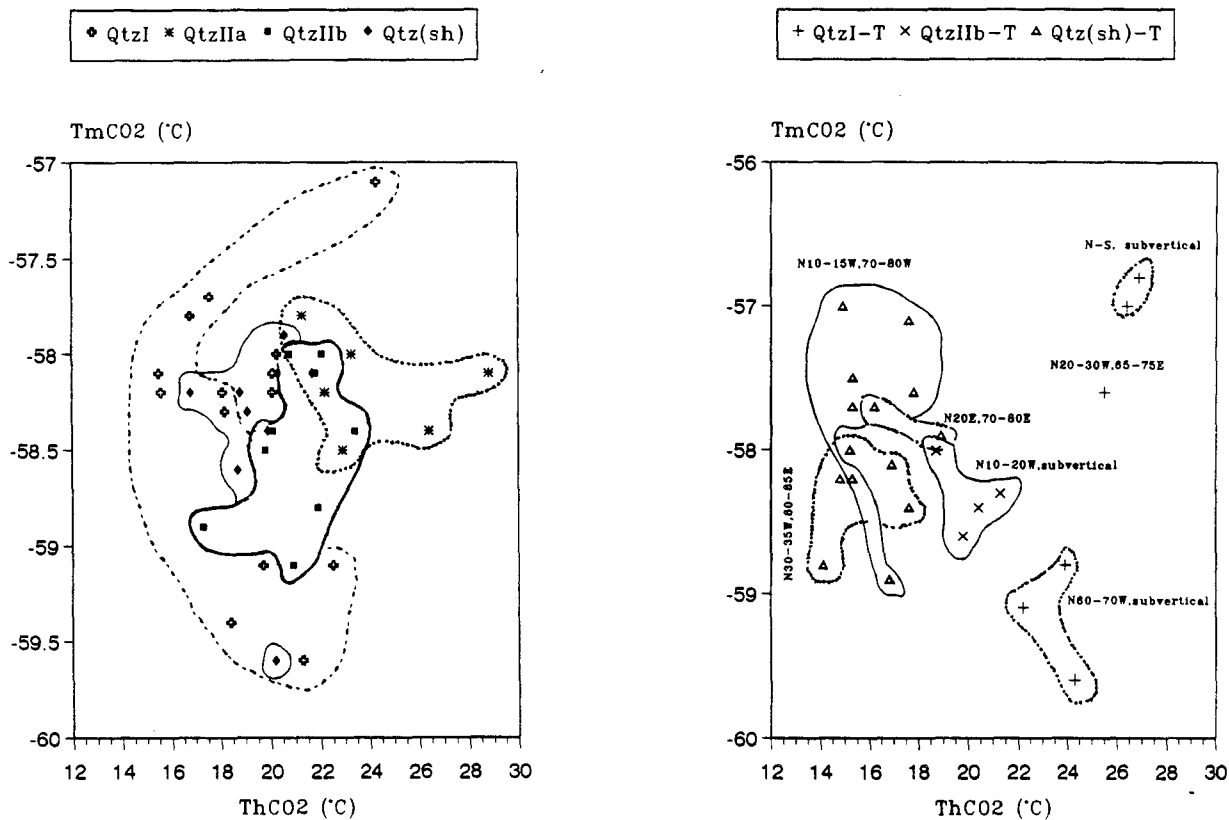 QtzI QtzIIa QtzIIb Qtz(sh)
TmCO2 (°C)
-57
-57.5
-58
-58.5
-59
-59.5
-60
12 14 16 18 20 22 24 26 28 30
ThCO2 (°C)
QtzI-T QtzIIb-T Qtz(sh)-T
TmCO2 (°C)
-56
-57
-58
-59
-60
N-S. subvertical
N10-15W,70-80W
N20-30W,65-75E
N20E,70-80E
N10-20W,subvertical
N30-35W,80-85E
N60-70W,subvertical
12 14 16 18 20 22 24 26 28 30
ThCO2 (°C)